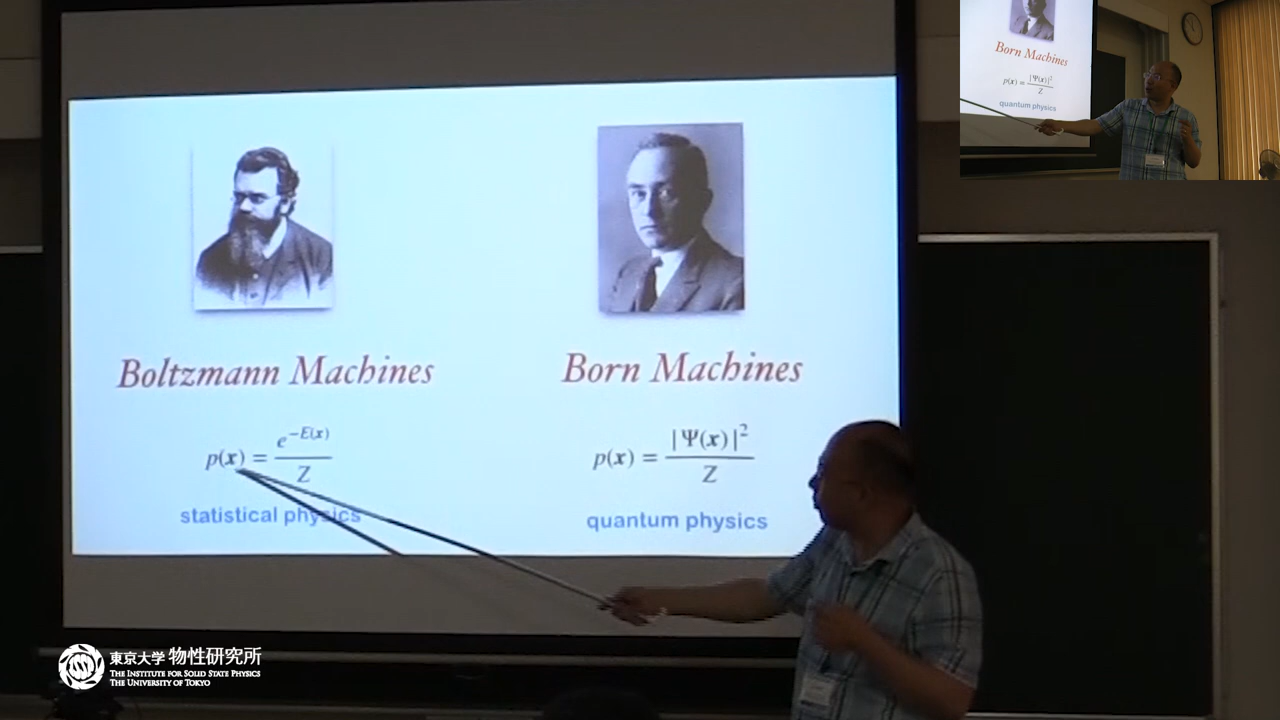 Boltzmann Machines
p(x) = e^{-E(x)} / Z
statistical physics
Born Machines
p(x) = |Ψ(x)|² / Z
quantum physics
Born Machines
p(x) = |Ψ(x)|² / Z
quantum physics
東京大学 物性研究所
THE INSTITUTE FOR SOLID STATE PHYSICS
THE UNIVERSITY OF TOKYO